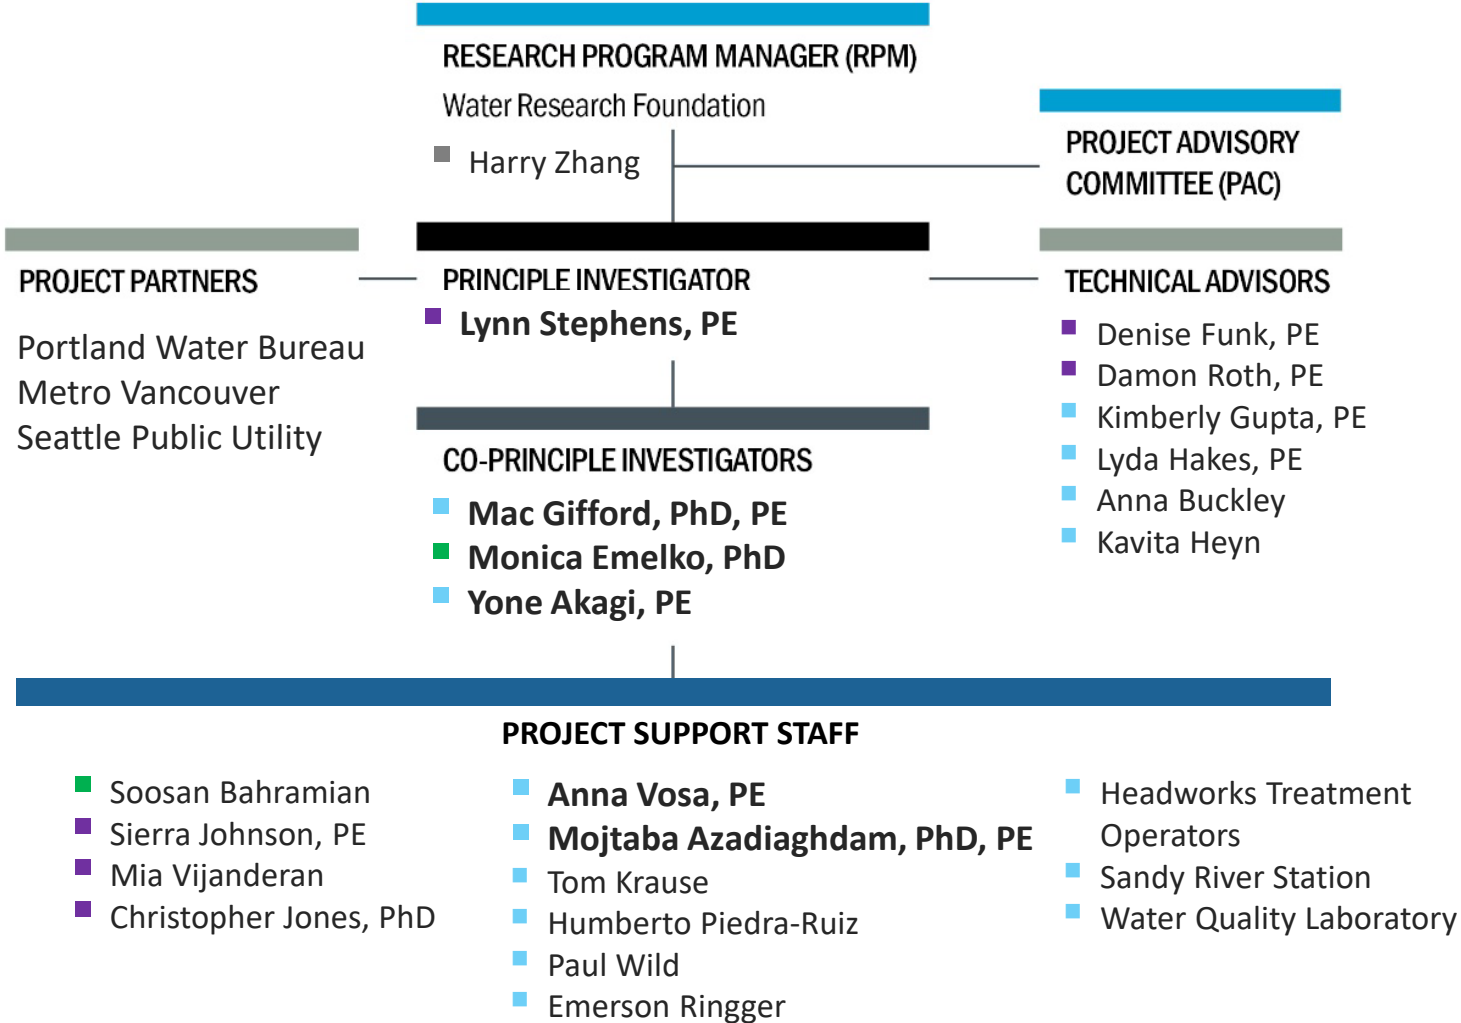 RESEARCH PROGRAM MANAGER (RPM)
Water Research Foundation
Harry Zhang
PROJECT ADVISORY
COMMITTEE (PAC)
PROJECT PARTNERS
Portland Water Bureau
Metro Vancouver
Seattle Public Utility
PRINCIPLE INVESTIGATOR
Lynn Stephens, PE
TECHNICAL ADVISORS
Denise Funk, PE
Damon Roth, PE
Kimberly Gupta, PE
Lyda Hakes, PE
Anna Buckley
Kavita Heyn
CO-PRINCIPLE INVESTIGATORS
Mac Gifford, PhD, PE
Monica Emelko, PhD
Yone Akagi, PE
PROJECT SUPPORT STAFF
Soosan Bahramian
Sierra Johnson, PE
Mia Vijanderan
Christopher Jones, PhD
Anna Vosa, PE
Mojtaba Azadiaghdam, PhD, PE
Tom Krause
Humberto Piedra-Ruiz
Paul Wild
Emerson Ringger
Headworks Treatment
Operators
Sandy River Station
Water Quality Laboratory